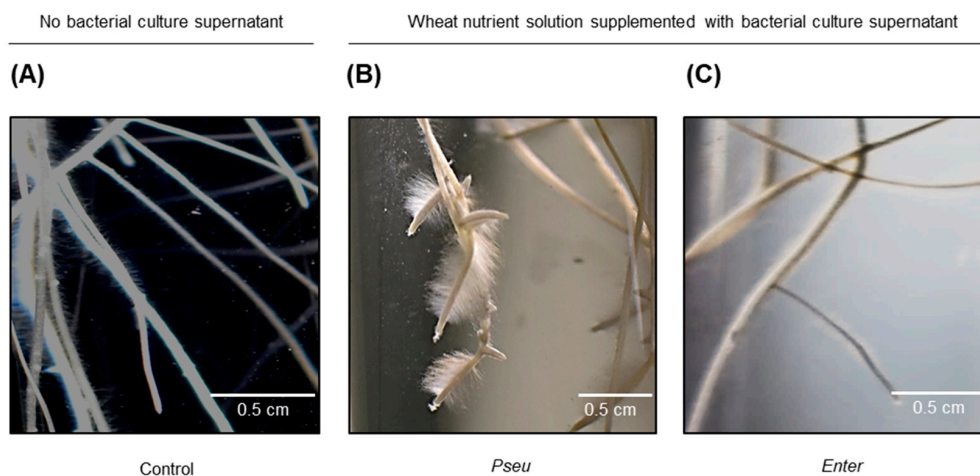 No bacterial culture supernatant
Wheat nutrient solution supplemented with bacterial culture supernatant
(A)
(B)
(C)
0.5 cm
0.5 cm
0.5 cm
Control
Pseu
Enter